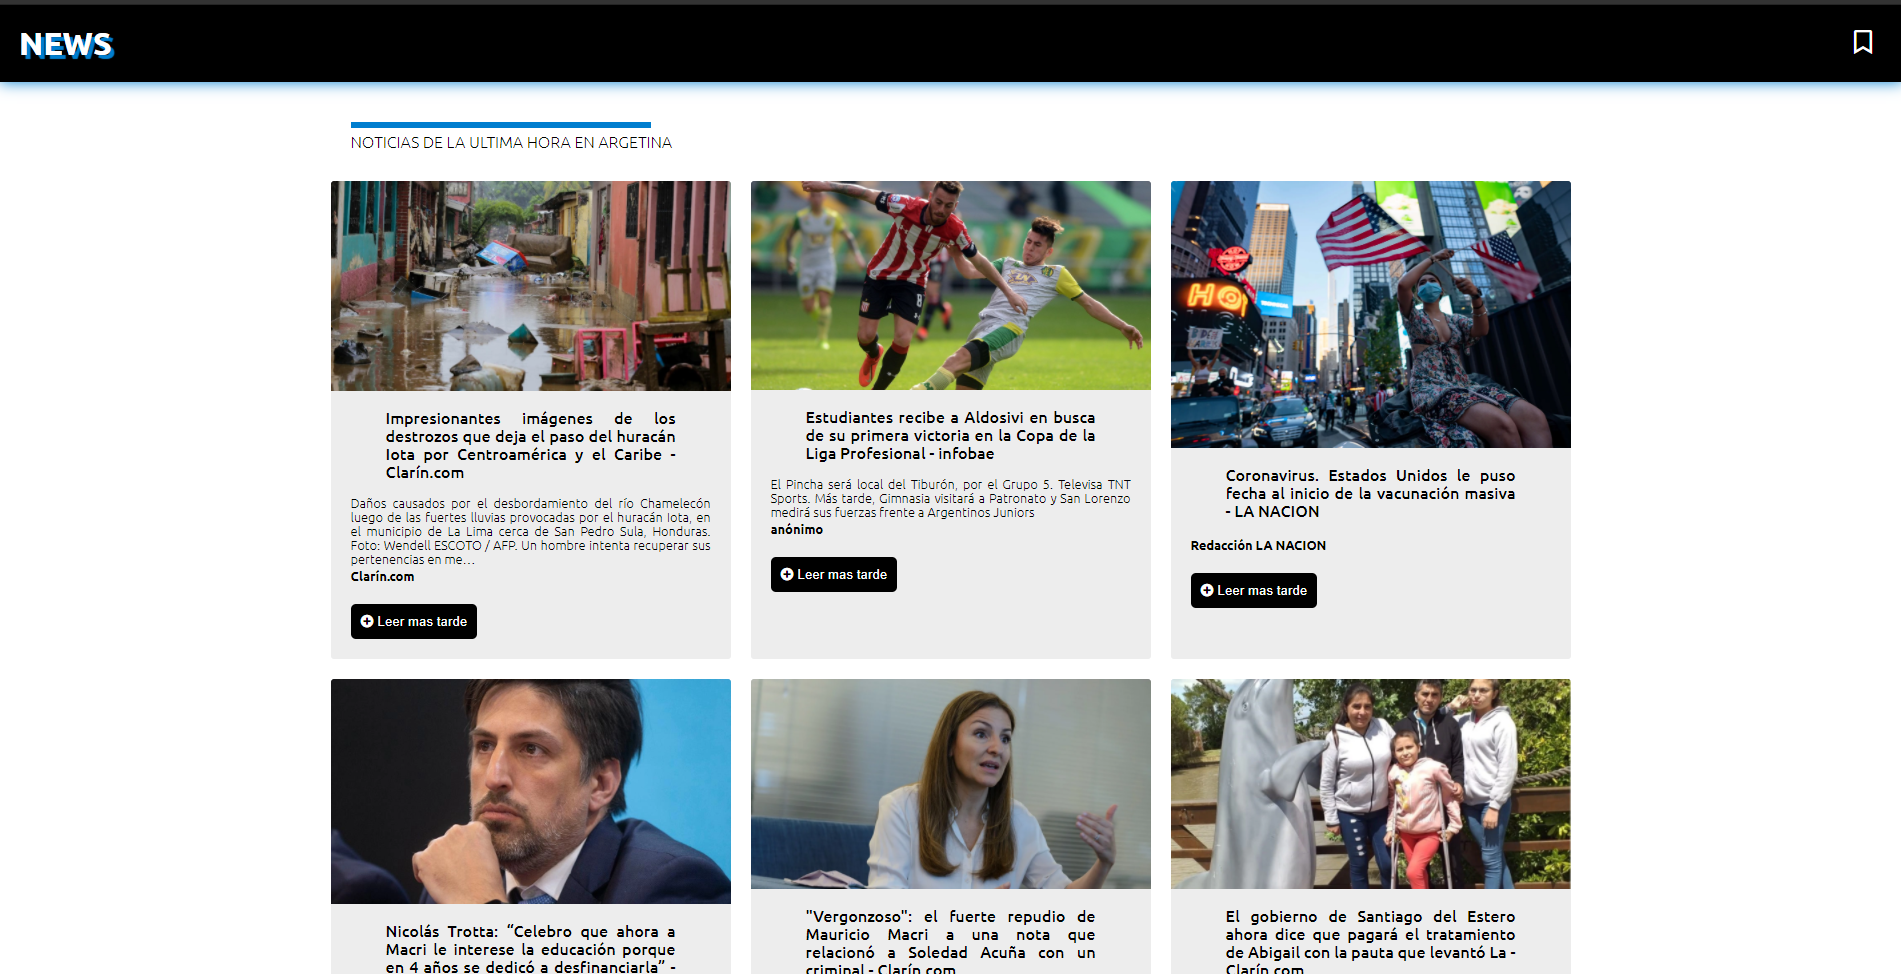 NEWS
NOTICIAS DE LA ULTIMA HORA EN ARGETINA
Impresionantes imágenes de los
destrozos que deja el paso del huracán
Iota por Centroamérica y el Caribe -
Clarín.com
Daños causados por el desbordamiento del río Chamelecón
luego de las fuertes lluvias provocadas por el huracán Iota, en
el municipio de La Lima cerca de San Pedro Sula, Honduras.
Foto: Wendell ESCOTO / AFP. Un hombre intenta recuperar sus
pertenencias en me…
Clarín.com
Leer mas tarde
8
Estudiantes recibe a Aldosivi en busca
de su primera victoria en la Copa de la
Liga Profesional - infobae
El Pincha será local del Tiburón, por el Grupo 5. Televisa TNT
Sports. Más tarde, Gimnasia visitará a Patronato y San Lorenzo
medirá sus fuerzas frente a Argentinos Juniors
anónimo
Leer mas tarde
Coronavirus. Estados Unidos le puso
fecha al inicio de la vacunación masiva
- LA NACION
Redacción LA NACION
Leer mas tarde
Nicolás Trotta: “Celebro que ahora a
Macri le interese la educación porque
en 4 años se dedicó a desfinanciarla” -
"Vergonzoso": el fuerte repudio de
Mauricio Macri a una nota que
relacionó a Soledad Acuña con un
criminal - Clarín.com
El gobierno de Santiago del Estero
ahora dice que pagará el tratamiento
de Abigail con la pauta que levantó La -
Clarín.com